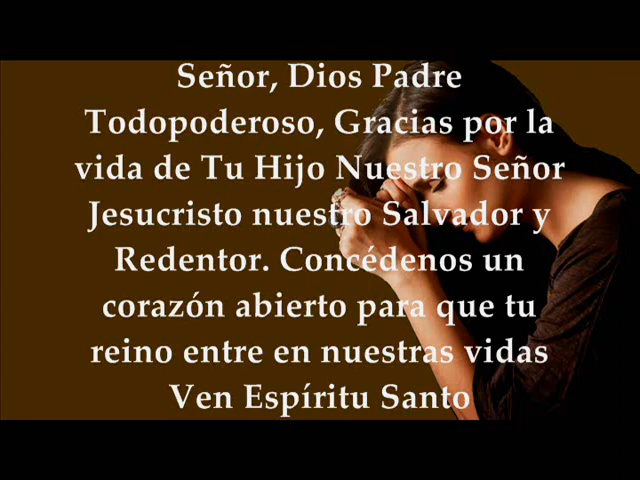 Señor, Dios Padre
Todopoderoso, Gracias por la
vida de Tu Hijo Nuestro Señor
Jesucristo nuestro Salvador y
Redentor. Concédenos un
corazón abierto para que tu
reino entre en nuestras vidas
Ven Espíritu Santo